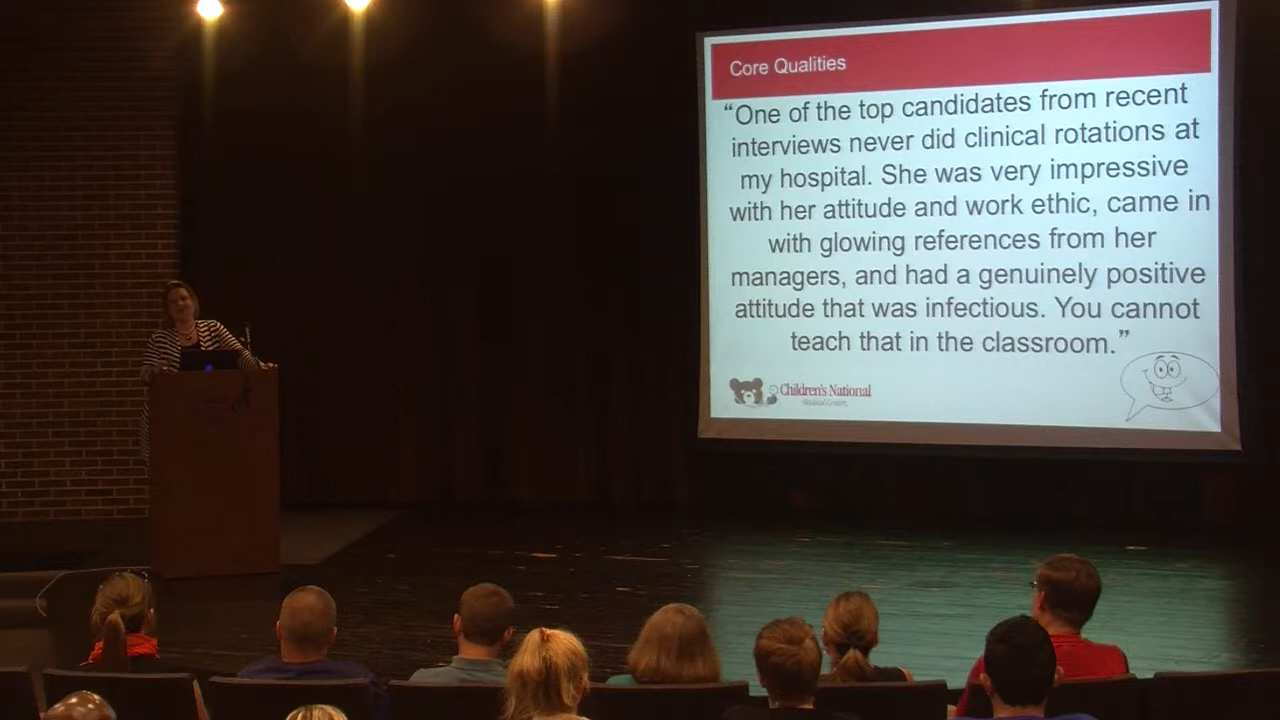 Core Qualities
“One of the top candidates from recent
interviews never did clinical rotations at
my hospital. She was very impressive
with her attitude and work ethic, came in
with glowing references from her
managers, and had a genuinely positive
attitude that was infectious. You cannot
teach that in the classroom.”
Children's National
Medical Center